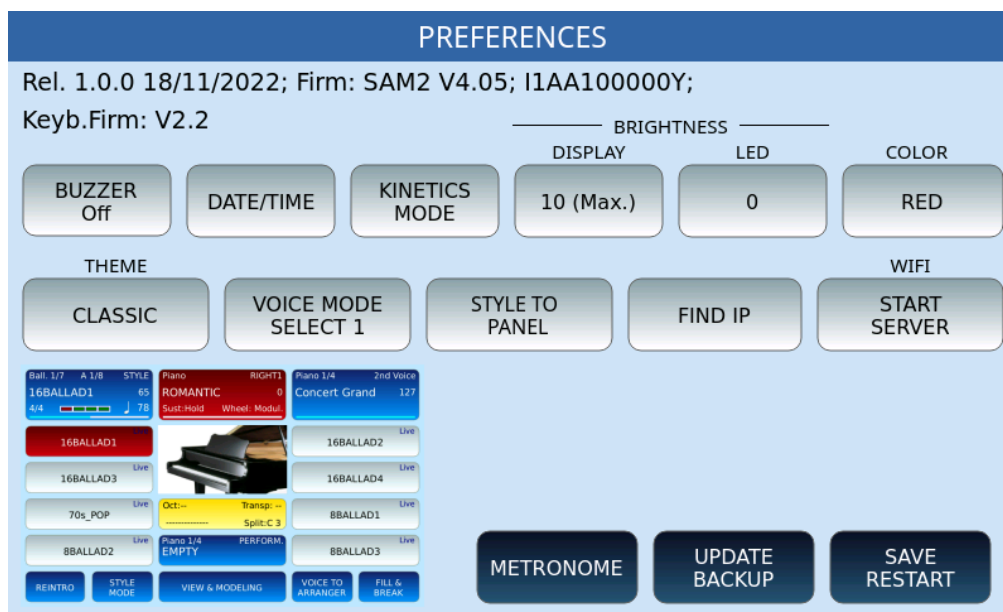 PREFERENCES
Rel. 1.0.0 18/11/2022; Firm: SAM2 V4.05; I1AA100000Y;
Keyb.Firm: V2.2
BRIGHTNESS
DISPLAY LED COLOR
BUZZER Off
DATE/TIME
KINETICS MODE
10 (Max.)
0
RED
THEME WIFI
CLASSIC
VOICE MODE SELECT 1
STYLE TO PANEL
FIND IP
START SERVER
Ball. 1/7 A 1/8 STYLE
16BALLAD1 65
4/4 78
Piano RIGHT1
ROMANTIC 0
Sust:Hold Wheel: Modul.
Piano 1/4 2nd Voice
Concert Grand 127
16BALLAD1
Live
16BALLAD2
Live
16BALLAD3
Live
16BALLAD4
Live
70s_POP
Oct:-- Transp: --
-------------- Split:C 3
Live
8BALLAD1
Live
8BALLAD2
Piano 1/4 PERFORM.
EMPTY
Live
8BALLAD3
REINTRO
STYLE MODE
VIEW & MODELING
VOICE TO ARRANGER
FILL & BREAK
METRONOME
UPDATE BACKUP
SAVE RESTART